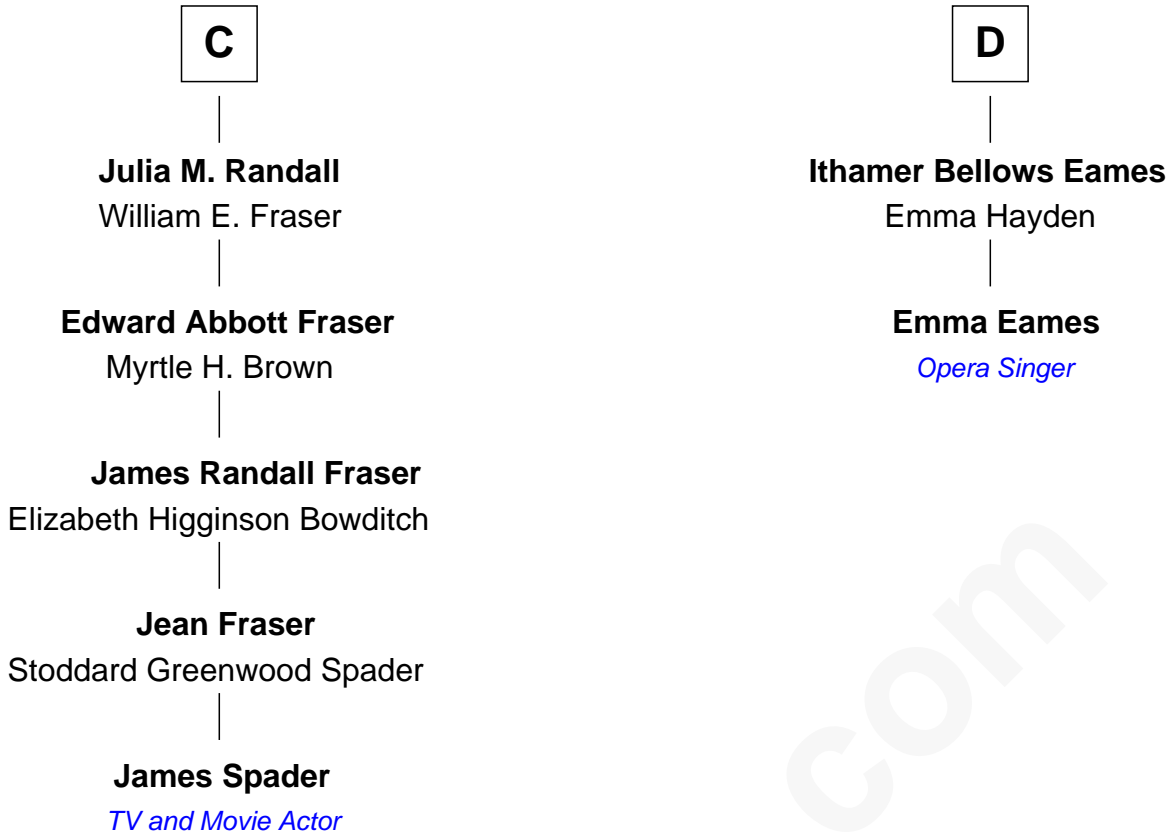 C
Julia M. Randall
William E. Fraser
Edward Abbott Fraser
Myrtle H. Brown
James Randall Fraser
Elizabeth Higginson Bowditch
Jean Fraser
Stoddard Greenwood Spader
James Spader
TV and Movie Actor
D
Ithamer Bellows Eames
Emma Hayden
Emma Eames
Opera Singer
com